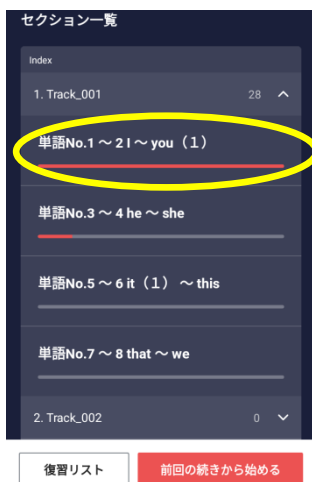 セクション一覧
Index
1. Track_001 28
単語No.1 ～ 2 I ～ you（１）
単語No.3 ～ 4 he ～ she
単語No.5 ～ 6 it（１） ～ this
単語No.7 ～ 8 that ～ we
2. Track_002 0
復習リスト 前回の続きから始める